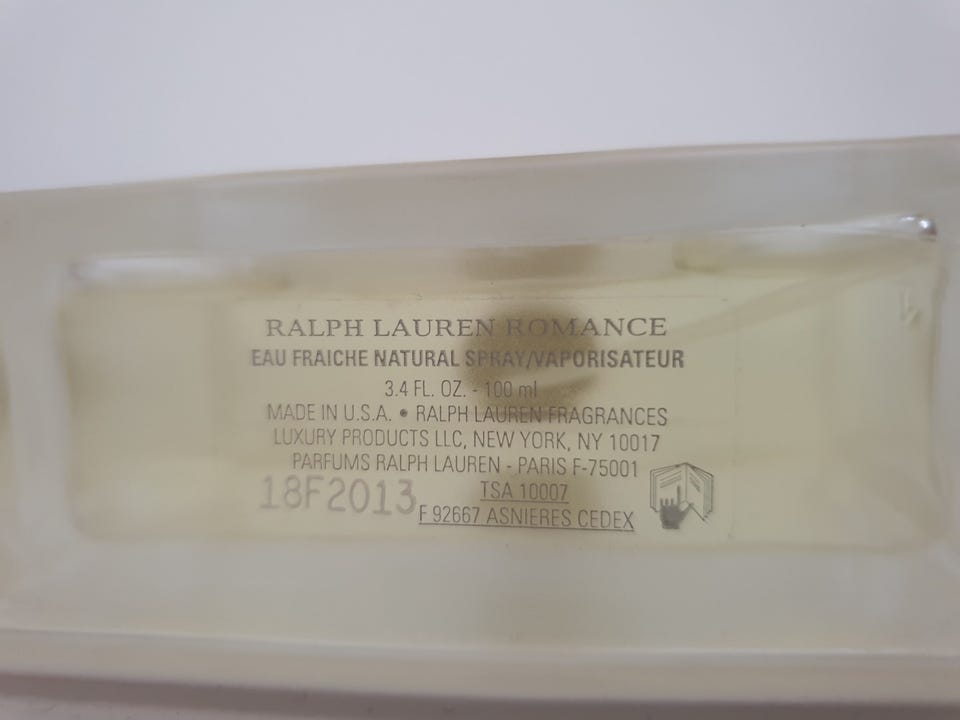 RALPH LAUREN ROMANCE
EAU FRAICHE NATURAL SPRAY/VAPORISATEUR
3.4 FL. OZ. - 100 ml
MADE IN U.S.A. • RALPH LAUREN FRAGRANCES
LUXURY PRODUCTS LLC, NEW YORK, NY 10017
PARFUMS RALPH LAUREN - PARIS F-75001
TSA 10007
18F2013
F 92667 ASNIERES CEDEX